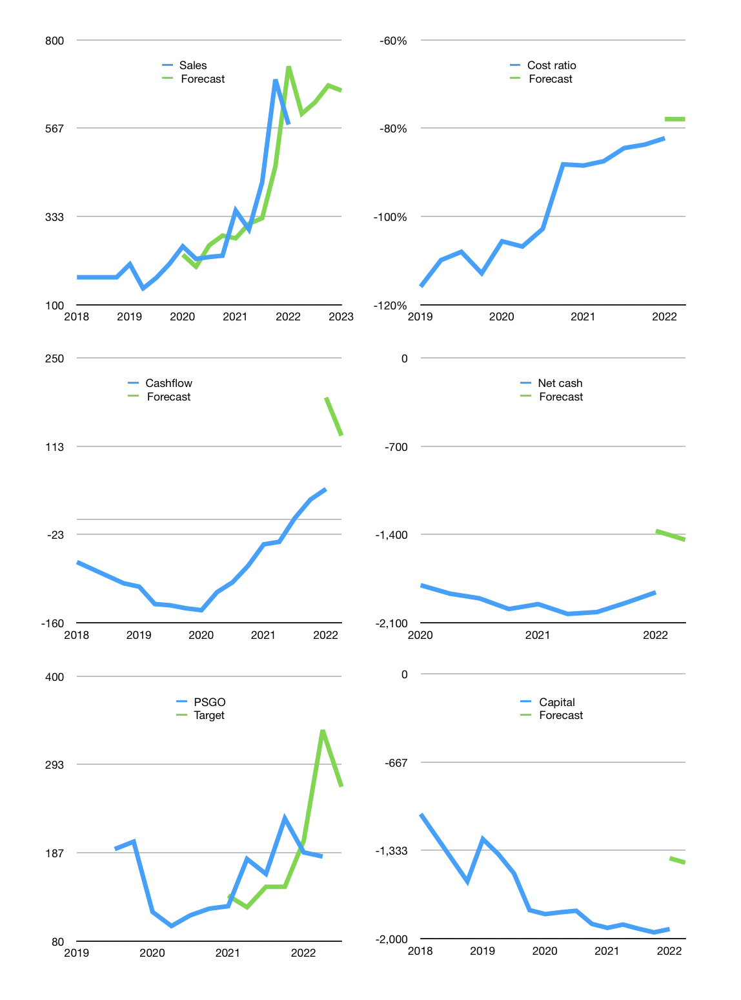 800
Sales
Forecast
567
333
100
2018 2019 2020 2021 2022 2023
-60%
Cost ratio
Forecast
-80%
-100%
-120%
2019 2020 2021 2022
250
Cashflow
Forecast
113
-23
-160
2018 2019 2020 2021 2022
0
Net cash
Forecast
-700
-1,400
-2,100
2020 2021 2022
400
PSGO
Target
293
187
80
2019 2020 2021 2022
0
Capital
Forecast
-667
-1,333
-2,000
2018 2019 2020 2021 2022